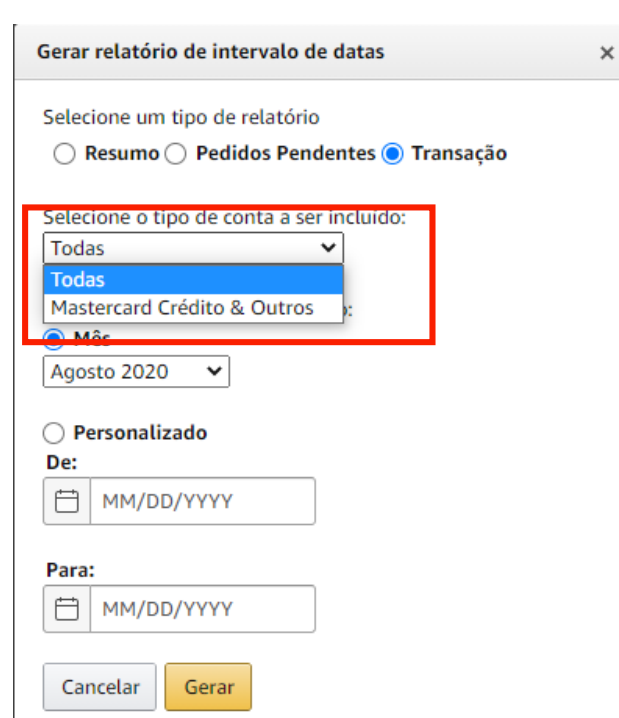 Gerar relatório de intervalo de datas ×
Selecione um tipo de relatório
Resumo Pedidos Pendentes Transação
Selecione o tipo de conta a ser incluído:
Todas
Todas
Mastercard Crédito & Outros
Mês
Agosto 2020
Personalizado
De:
MM/DD/YYYY
Para:
MM/DD/YYYY
Cancelar Gerar